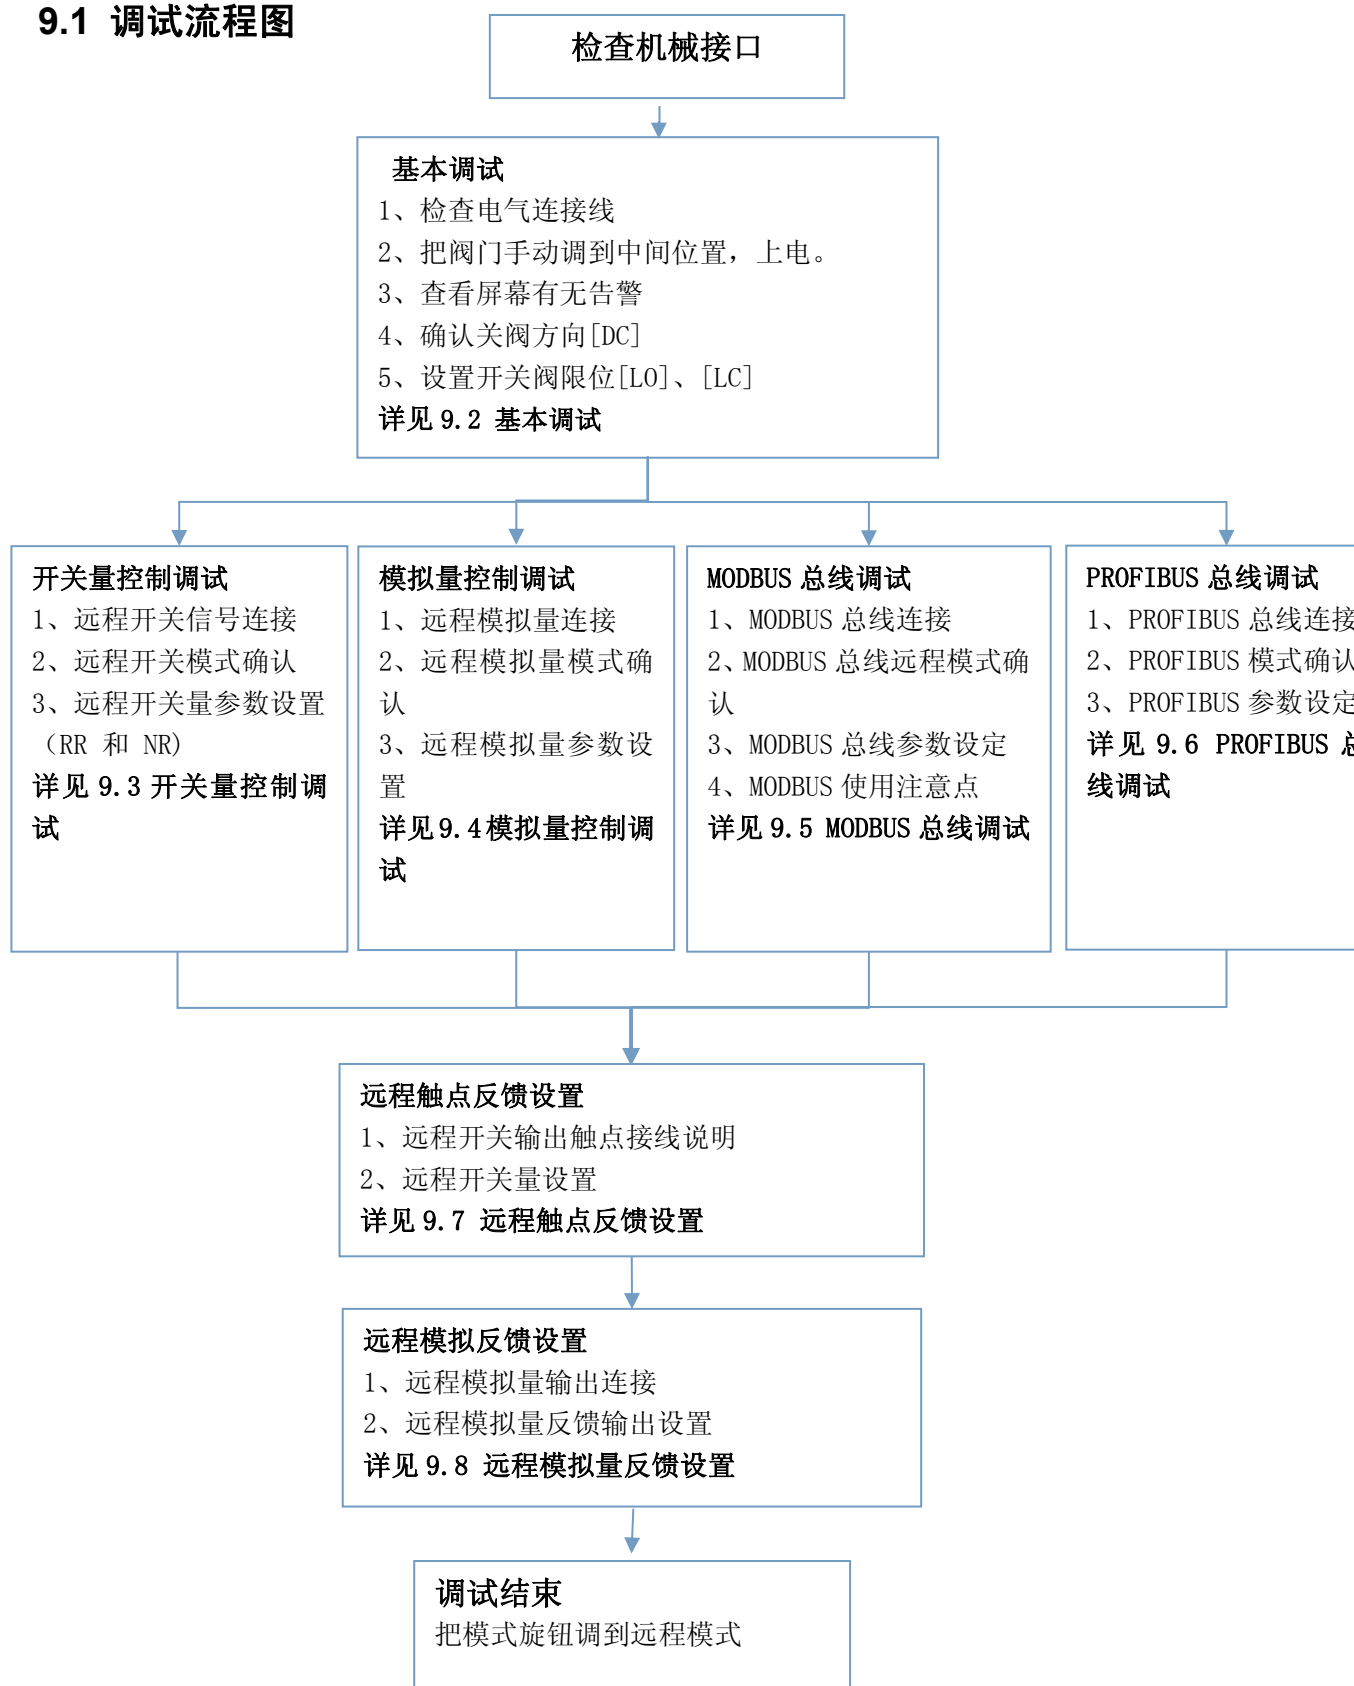 9.1 调试流程图
检查机械接口
基本调试
1、检查电气连接线
2、把阀门手动调到中间位置，上电。
3、查看屏幕有无告警
4、确认关阀方向[DC]
5、设置开关阀限位[LO]、[LC]
详见 9.2 基本调试
开关量控制调试
1、远程开关信号连接
2、远程开关模式确认
3、远程开关量参数设置
（RR 和 NR)
详见 9.3 开关量控制调
试
模拟量控制调试
1、远程模拟量连接
2、远程模拟量模式确
认
3、远程模拟量参数设
置
详见 9.4 模拟量控制调
试
MODBUS 总线调试
1、MODBUS 总线连接
2、MODBUS 总线远程模式确
认
3、MODBUS 总线参数设定
4、MODBUS 使用注意点
详见 9.5 MODBUS 总线调试
PROFIBUS 总线调试
1、PROFIBUS 总线连接
2、PROFIBUS 模式确认
3、PROFIBUS 参数设定
详见 9.6 PROFIBUS 总
线调试
远程触点反馈设置
1、远程开关输出触点接线说明
2、远程开关量设置
详见 9.7 远程触点反馈设置
远程模拟反馈设置
1、远程模拟量输出连接
2、远程模拟量反馈输出设置
详见 9.8 远程模拟量反馈设置
调试结束
把模式旋钮调到远程模式